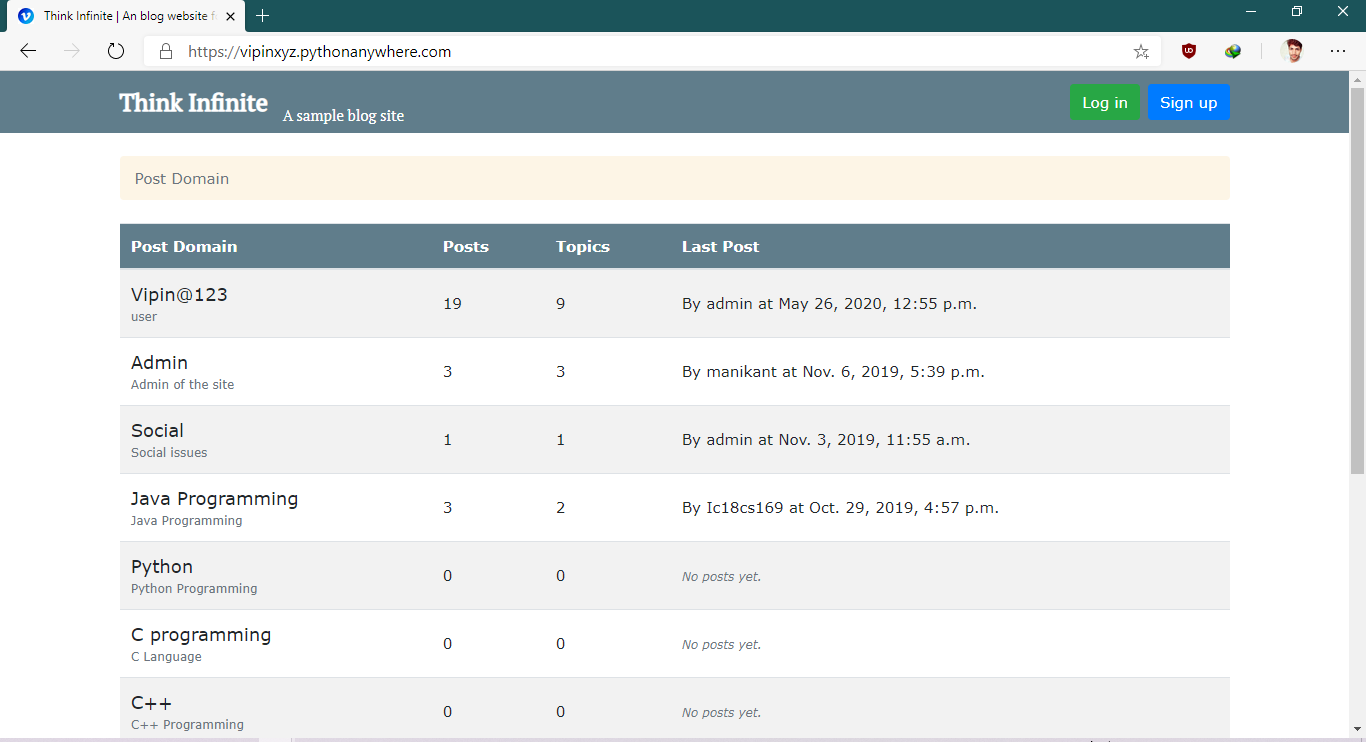 Think Infinite | An blog website f
https://vipinxyz.pythonanywhere.com
Think Infinite A sample blog site Log in Sign up
Post Domain
Post Domain Posts Topics Last Post
Vipin@123
user
19 9 By admin at May 26, 2020, 12:55 p.m.
Admin
Admin of the site
3 3 By manikant at Nov. 6, 2019, 5:39 p.m.
Social
Social issues
1 1 By admin at Nov. 3, 2019, 11:55 a.m.
Java Programming
Java Programming
3 2 By Ic18cs169 at Oct. 29, 2019, 4:57 p.m.
Python
Python Programming
0 0 No posts yet.
C programming
C Language
0 0 No posts yet.
C++
C++ Programming
0 0 No posts yet.